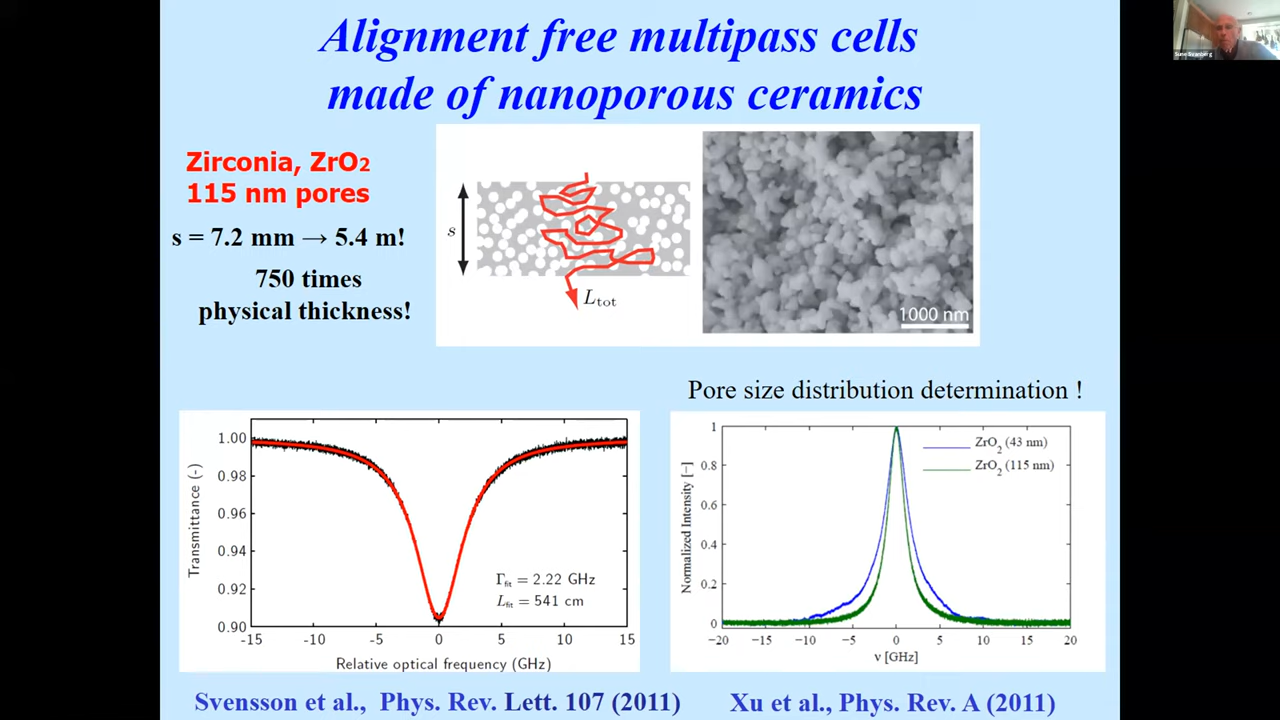 Alignment free multipass cells
made of nanoporous ceramics
Sune Svanberg
Zirconia, ZrO2
115 nm pores
s = 7.2 mm → 5.4 m!
750 times
physical thickness!
s
Ltot
1000 nm
Pore size distribution determination !
Transmittance (-)
1.00
0.98
0.96
0.94
0.92
0.90
-15 -10 -5 0 5 10 15
Relative optical frequency (GHz)
Γfit = 2.22 GHz
Lfit = 541 cm
Normalized Intensity [–]
1
0.8
0.6
0.4
0.2
0
−20 −15 −10 −5 0 5 10 15 20
ν [GHz]
ZrO2 (43 nm)
ZrO2 (115 nm)
Svensson et al., Phys. Rev. Lett. 107 (2011)
Xu et al., Phys. Rev. A (2011)